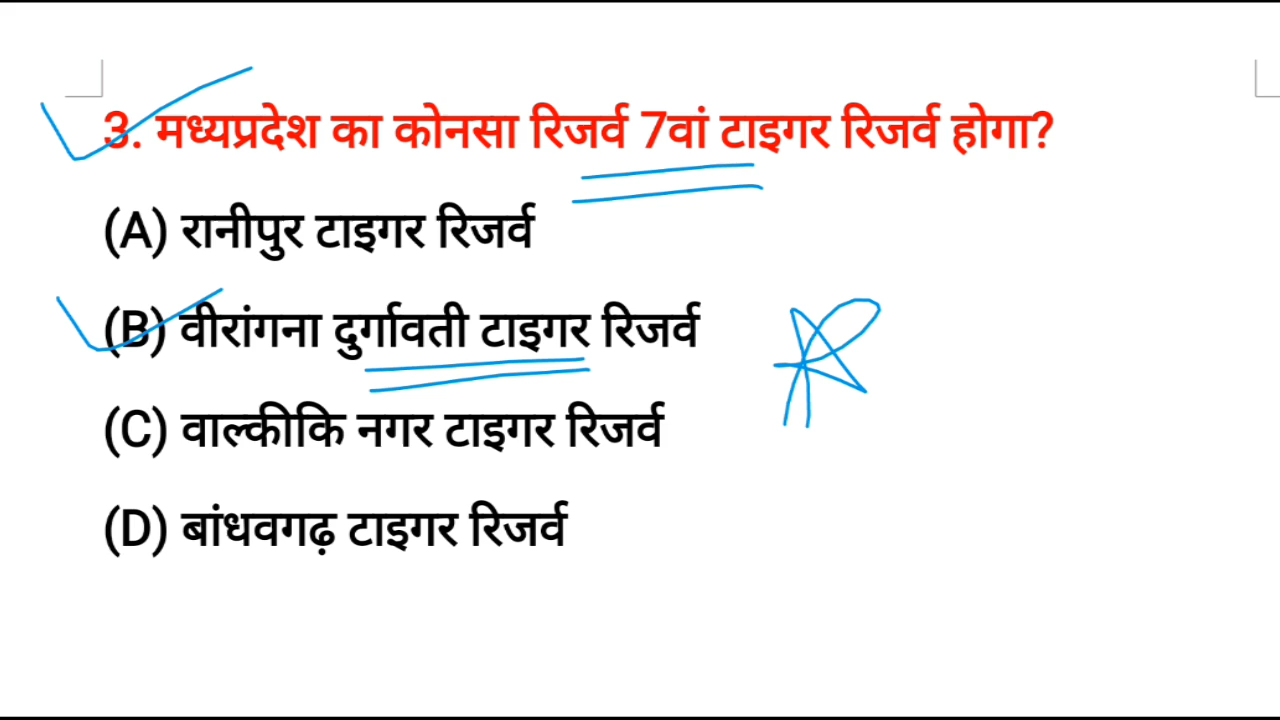 3. मध्यप्रदेश का कोनसा रिजर्व 7वां टाइगर रिजर्व होगा?
(A) रानीपुर टाइगर रिजर्व
(B) वीरांगना दुर्गावती टाइगर रिजर्व
(C) वाल्कीकि नगर टाइगर रिजर्व
(D) बांधवगढ़ टाइगर रिजर्व